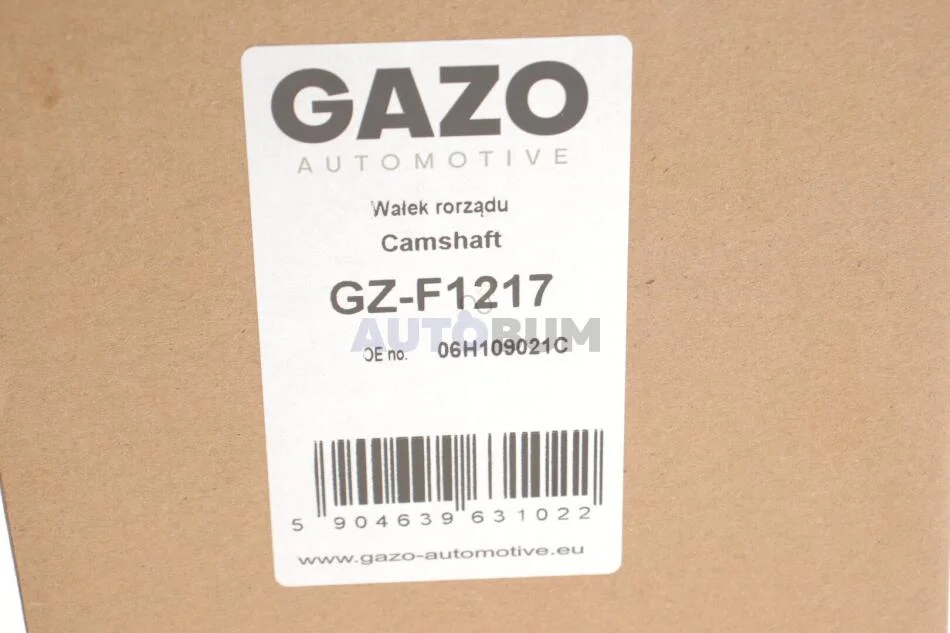 GAZO
AUTOMOTIVE
Wałek rorządu
Camshaft
GZ-F1217
AUTOBUM
OE no. 06H109021C
5 904639 631022
www.gazo-automotive.eu